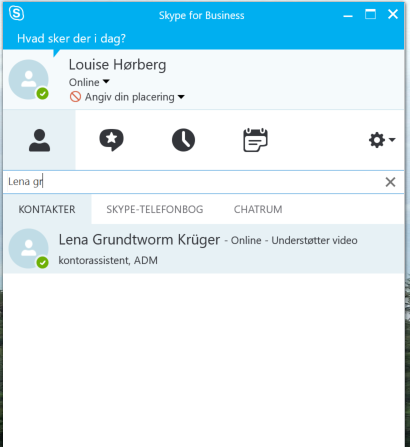 Skype for Business
Hvad sker der i dag?
Louise Hørberg
Online
Angiv din placering
Lena gr
KONTAKTER SKYPE-TELEFONBOG CHATRUM
Lena Grundtworm Krüger - Online - Understøtter video
kontorassistent, ADM